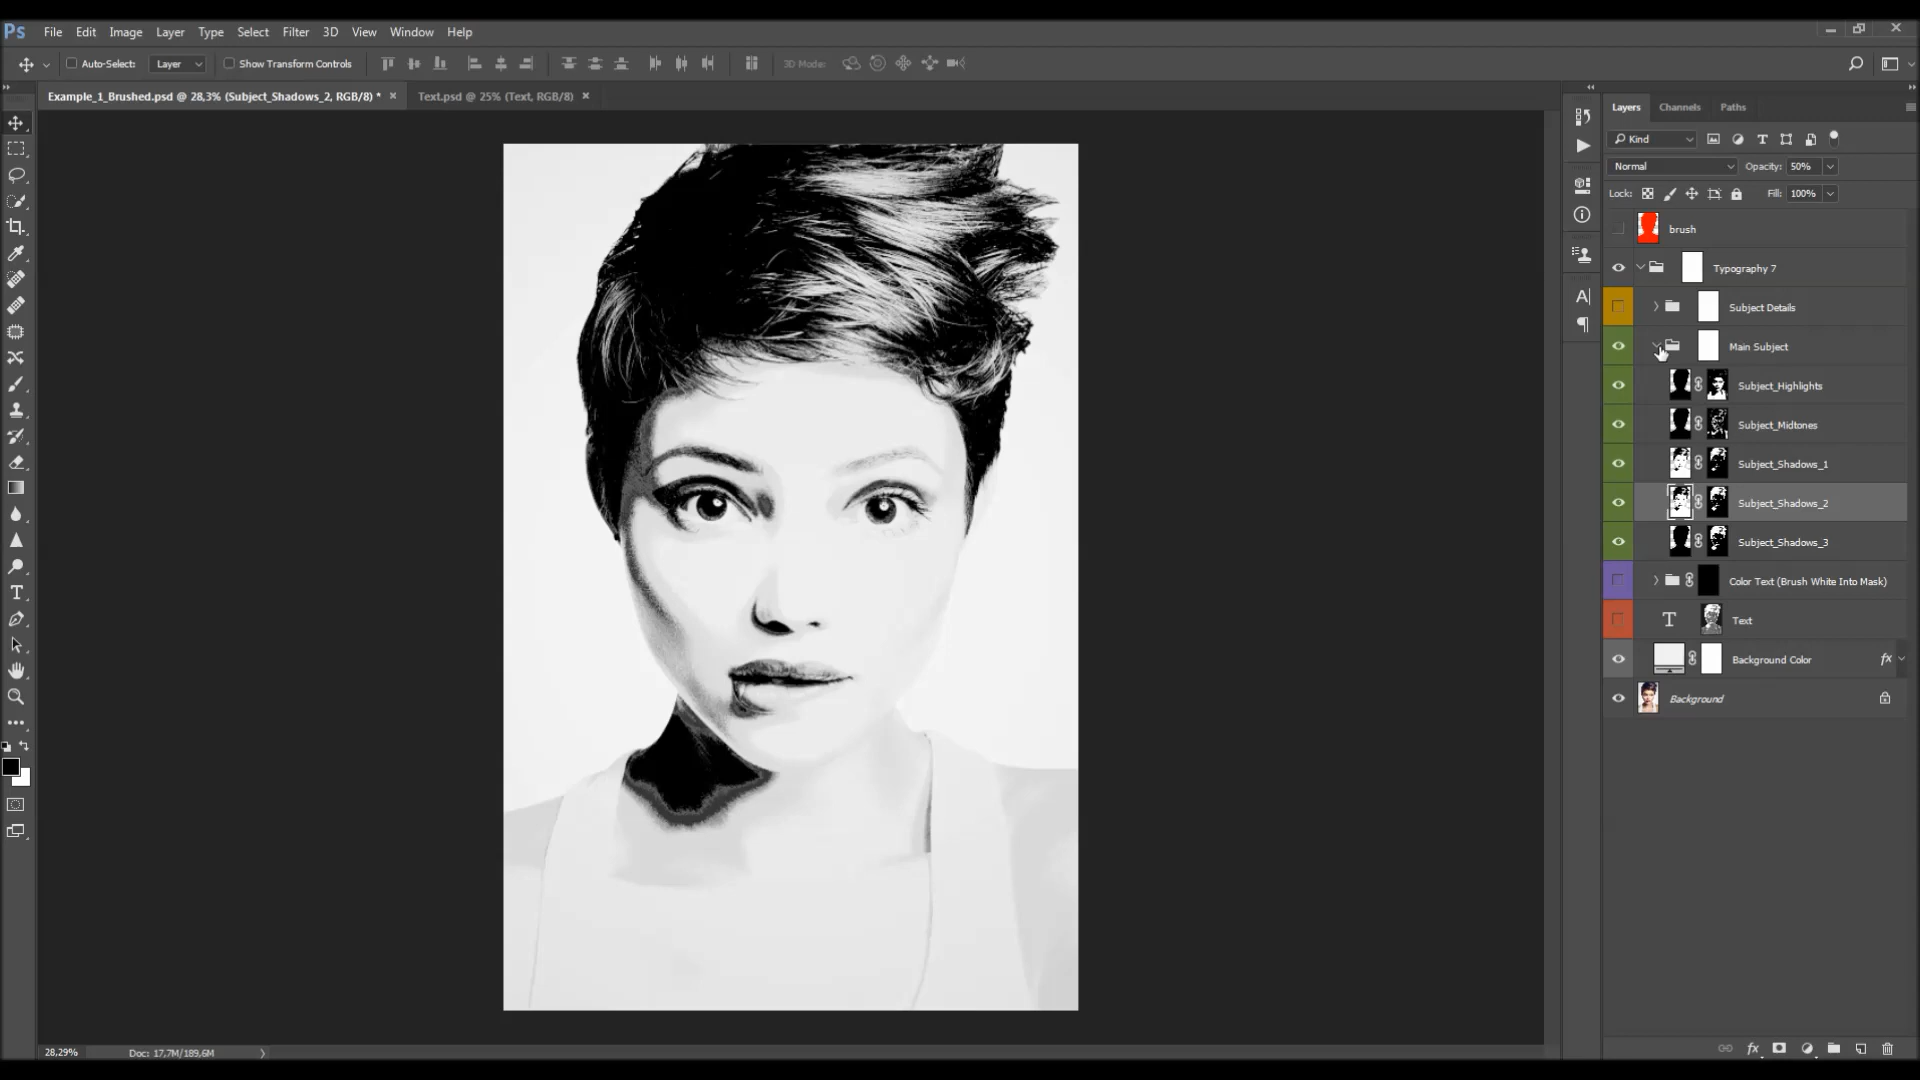 Ps File Edit Image Layer Type Select Filter 3D View Window Help
Auto-Select: Layer Show Transform Controls 3D Mode:
Example_1_Brushed.psd @ 28,3% (Subject_Shadows_2, RGB/8) * × Text.psd @ 25% (Text, RGB/8) ×
Layers Channels Paths
Kind
Normal Opacity: 50%
Lock: Fill: 100%
brush
Typography 7
Subject Details
Main Subject
Subject_Highlights
Subject_Midtones
Subject_Shadows_1
Subject_Shadows_2
Subject_Shadows_3
Color Text (Brush White Into Mask)
Text
Background Color fx
Background
28,29% Doc: 17,7M/189,6M